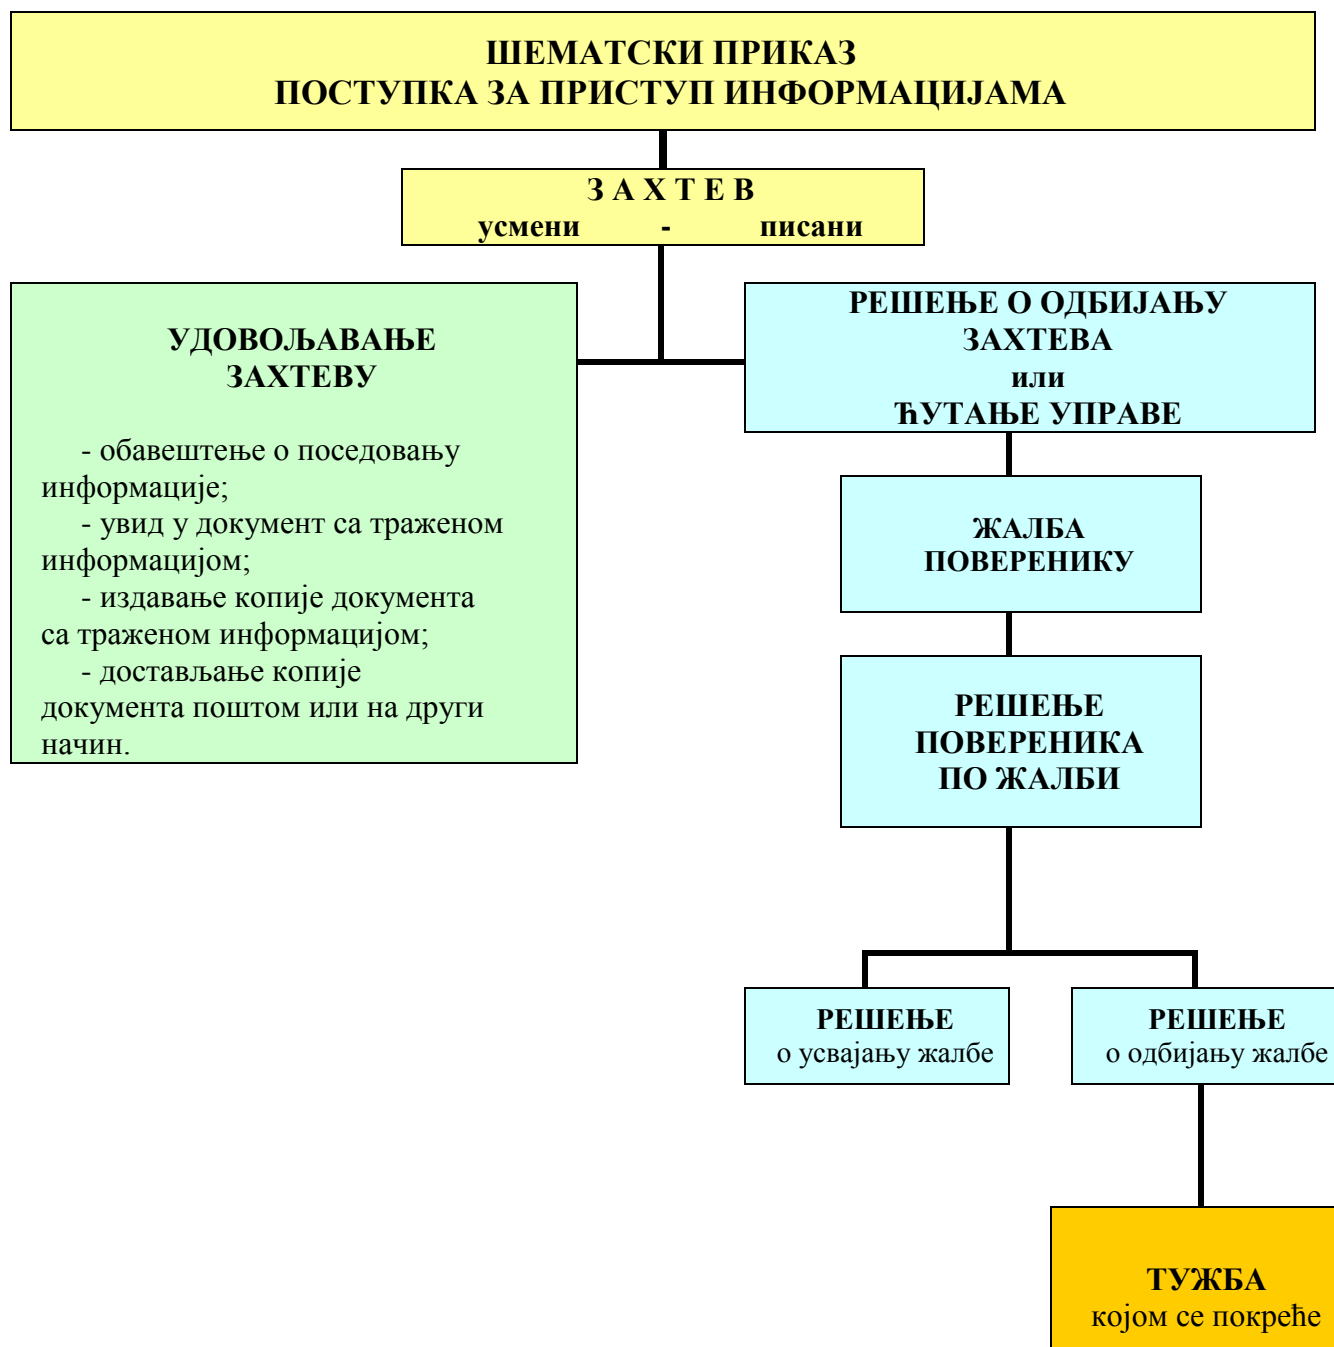 ШЕМАТСКИ ПРИКАЗ
ПОСТУПКА ЗА ПРИСТУП ИНФОРМАЦИЈАМА
З А Х Т Е В
усмени - писани
УДОВОЉАВАЊЕ
ЗАХТЕВУ
- обавештење о поседовању
информације;
- увид у документ са траженом
информацијом;
- издавање копије документа
са траженом информацијом;
- достављање копије
документа поштом или на други
начин.
РЕШЕЊЕ О ОДБИЈАЊУ
ЗАХТЕВА
или
ЋУТАЊЕ УПРАВЕ
ЖАЛБА
ПОВЕРЕНИКУ
РЕШЕЊЕ
ПОВЕРЕНИКА
ПО ЖАЛБИ
РЕШЕЊЕ
о усвајању жалбе
РЕШЕЊЕ
о одбијању жалбе
ТУЖБА
којом се покреће